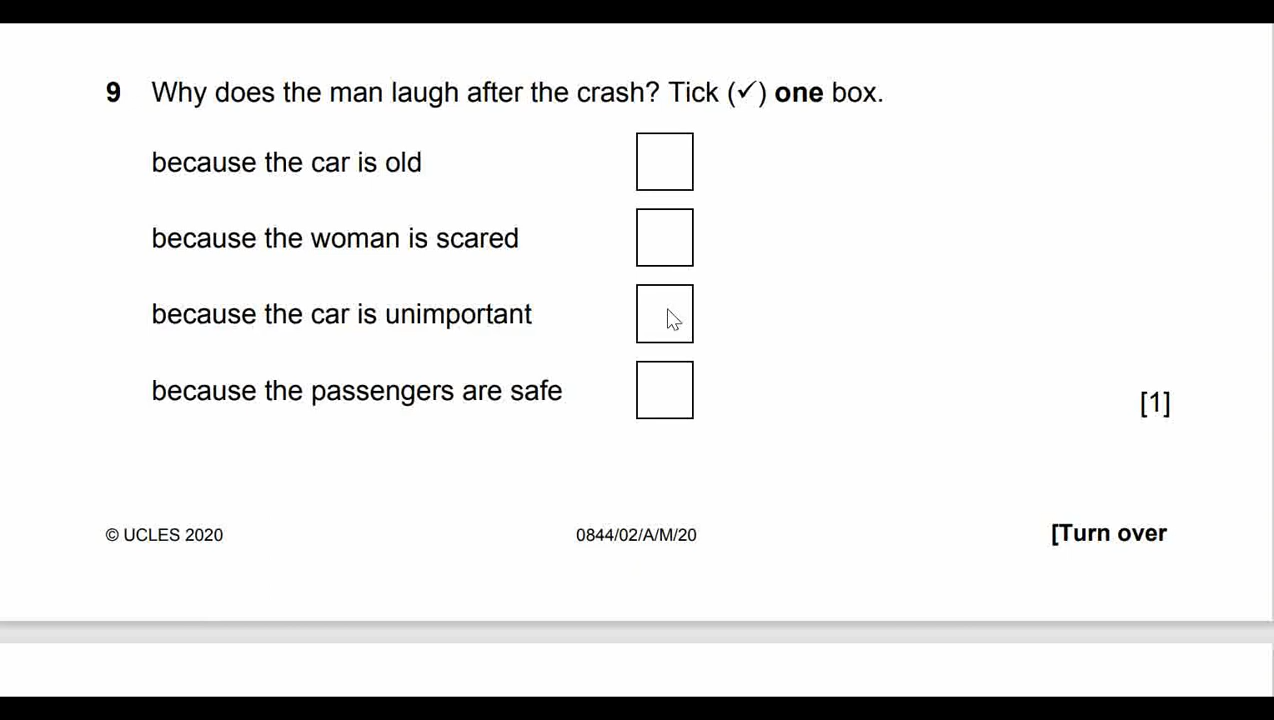 9 Why does the man laugh after the crash? Tick (✓) one box.
because the car is old
because the woman is scared
because the car is unimportant
because the passengers are safe
[1]
© UCLES 2020 0844/02/A/M/20 [Turn over